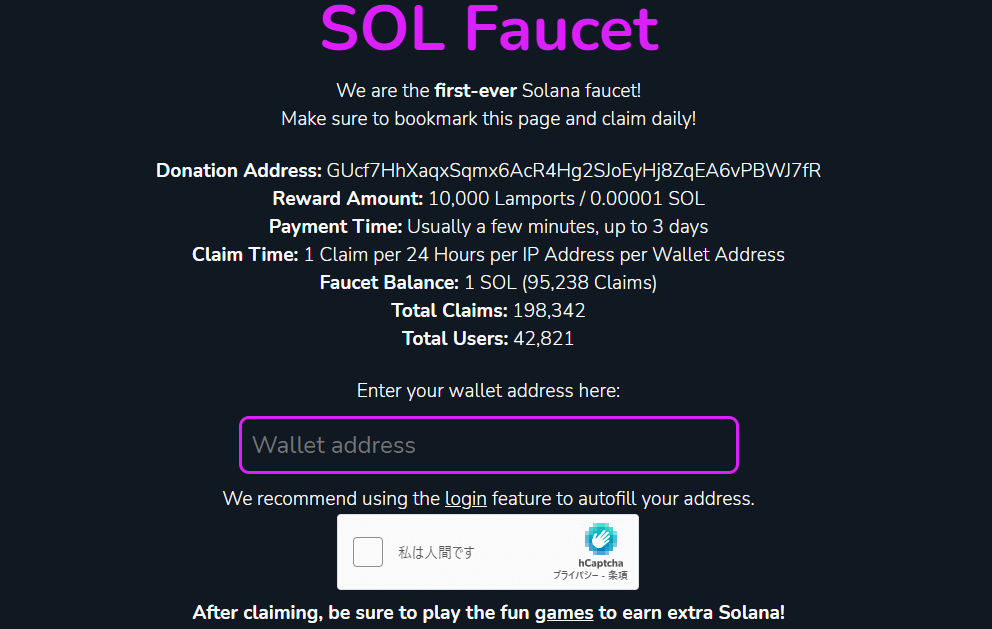 SOL Faucet
We are the first-ever Solana faucet!
Make sure to bookmark this page and claim daily!
Donation Address: GUcf7HhXaqxSqmx6AcR4Hg2SJoEyHj8ZqEA6vPBWJ7fR
Reward Amount: 10,000 Lamports / 0.00001 SOL
Payment Time: Usually a few minutes, up to 3 days
Claim Time: 1 Claim per 24 Hours per IP Address per Wallet Address
Faucet Balance: 1 SOL (95,238 Claims)
Total Claims: 198,342
Total Users: 42,821
Enter your wallet address here:
Wallet address
We recommend using the login feature to autofill your address.
私は人間です
hCaptcha
プライバシー - 条項
After claiming, be sure to play the fun games to earn extra Solana!